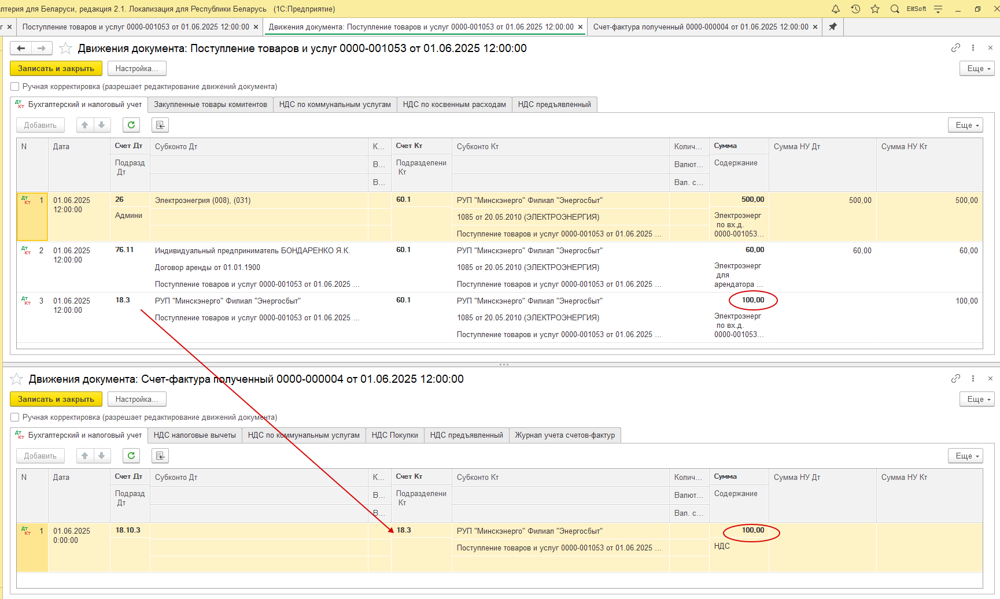 лтерия для Беларуси, редакция 2.1. Локализация для Республики Беларусь (1С:Предприятие)
ElitSoft
Поступление товаров и услуг 0000-001053 от 01.06.2025 12:00:00
Движения документа: Поступление товаров и услуг 0000-001053 от 01.06.2025 12:00:00
Счет-фактура полученный 0000-000004 от 01.06.2025 12:00:00
Движения документа: Поступление товаров и услуг 0000-001053 от 01.06.2025 12:00:00
Записать и закрыть
Настройка...
Еще
Ручная корректировка (разрешает редактирование движений документа)
Дт Кт Бухгалтерский и налоговый учет
Закупленные товары комитентов
НДС по коммунальным услугам
НДС по косвенным расходам
НДС предъявленный
Добавить
Еще
N
Дата
Счет Дт
Субконто Дт
К...
Счет Кт
Субконто Кт
Колич...
Сумма
Сумма НУ Дт
Сумма НУ Кт
Подразд
Дт
В...
Подразделени
Кт
Валют...
Содержание
В...
Вал. с...
Дт Кт 1
01.06.2025
12:00:00
26
Админи
Электроэнегрия (008), (031)
60.1
РУП "Минскэнерго" Филиал "Энергосбыт"
1085 от 20.05.2010 (ЭЛЕКТРОЭНЕРГИЯ)
Поступление товаров и услуг 0000-001053 от 01.06.2025 ...
500,00
Электроэнерг
по вх.д.
0000-001053...
500,00
500,00
Дт Кт 2
01.06.2025
12:00:00
76.11
Индивидуальный предприниматель БОНДАРЕНКО Я.К.
Договор аренды от 01.01.1900
Поступление товаров и услуг 0000-001053 от 01.06.2025 ...
60.1
РУП "Минскэнерго" Филиал "Энергосбыт"
1085 от 20.05.2010 (ЭЛЕКТРОЭНЕРГИЯ)
Поступление товаров и услуг 0000-001053 от 01.06.2025 ...
60,00
Электроэнерг
для
арендатора ...
60,00
60,00
Дт Кт 3
01.06.2025
12:00:00
18.3
РУП "Минскэнерго" Филиал "Энергосбыт"
Поступление товаров и услуг 0000-001053 от 01.06.2025 ...
60.1
РУП "Минскэнерго" Филиал "Энергосбыт"
1085 от 20.05.2010 (ЭЛЕКТРОЭНЕРГИЯ)
Поступление товаров и услуг 0000-001053 от 01.06.2025 ...
100,00
Электроэнерг
по вх.д.
0000-001053...
100,00
Движения документа: Счет-фактура полученный 0000-000004 от 01.06.2025 12:00:00
Записать и закрыть
Настройка...
Еще
Ручная корректировка (разрешает редактирование движений документа)
Дт Кт Бухгалтерский и налоговый учет
НДС налоговые вычеты
НДС по коммунальным услугам
НДС Покупки
НДС предъявленный
Журнал учета счетов-фактур
Добавить
Еще
N
Дата
Счет Дт
Субконто Дт
К...
Счет Кт
Субконто Кт
Колич...
Сумма
Сумма НУ Дт
Сумма НУ Кт
Подразд
Дт
В...
Подразделени
Кт
Валют...
Содержание
В...
Вал. с...
Дт Кт 1
01.06.2025
0:00:00
18.10.3
18.3
РУП "Минскэнерго" Филиал "Энергосбыт"
Поступление товаров и услуг 0000-001053 от 01.06.2025 ...
100,00
НДС